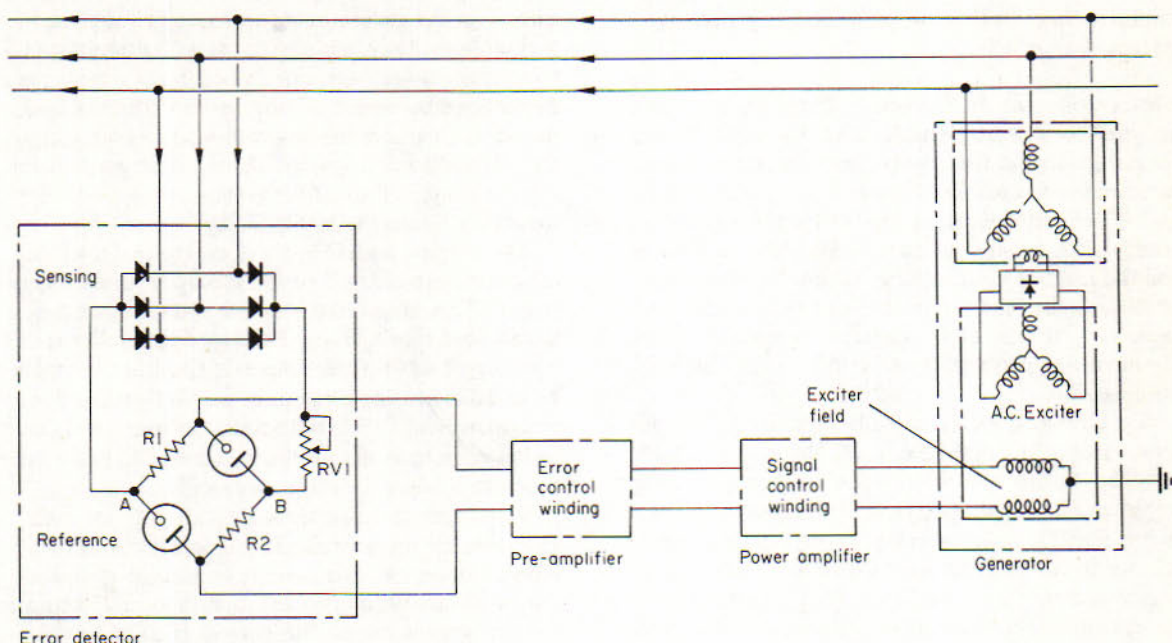 Sensing
R1
RV1
A
B
Reference
R2
Error detector
Error
control
winding
Pre-amplifier
Signal
control
winding
Power amplifier
Exciter
field
A.C. Exciter
Generator